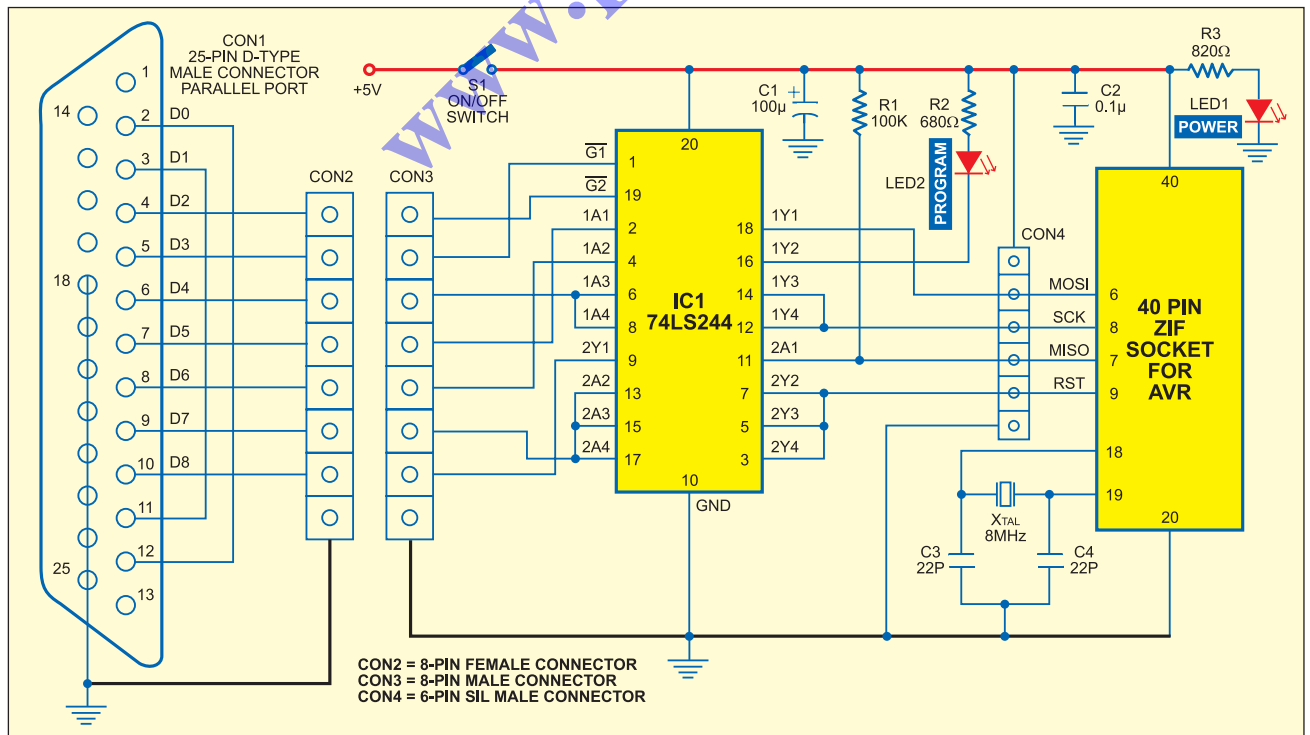 CON1
25-PIN D-TYPE
MALE CONNECTOR
PARALLEL PORT
1
14
2 D0
3 D1
4 D2
5 D3
18
6 D4
7 D5
8 D6
9 D7
10 D8
11
12
25
13
CON2
CON3
+5V
S1
ON/OFF
SWITCH
www.
C1
100µ
+
R1
100K
R2
680Ω
LED2
PROGRAM
C2
0.1µ
R3
820Ω
LED1
POWER
20
G1 1
G2 19
1A1 2
1A2 4
1A3 6
1A4 8
2Y1 9
2A2 13
2A3 15
2A4 17
IC1
74LS244
18 1Y1
16 1Y2
14 1Y3
12 1Y4
11 2A1
7 2Y2
5 2Y3
3 2Y4
10
GND
CON4
MOSI 6
SCK 8
MISO 7
RST 9
40
40 PIN
ZIF
SOCKET
FOR
AVR
18
19
20
XTAL
8MHz
C3
22P
C4
22P
CON2 = 8-PIN FEMALE CONNECTOR
CON3 = 8-PIN MALE CONNECTOR
CON4 = 6-PIN SIL MALE CONNECTOR